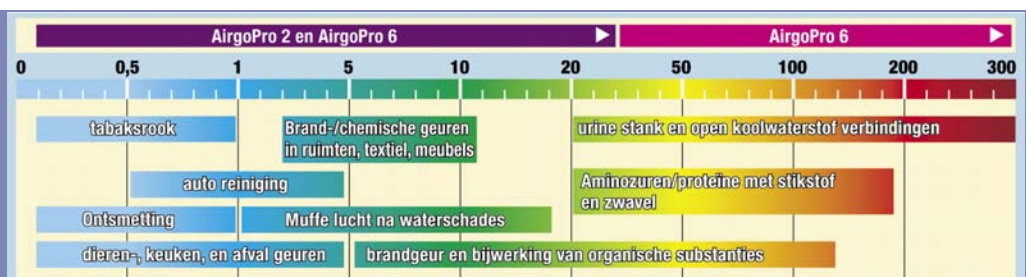 AirgoPro 2 en AirgoPro 6
AirgoPro 6
0 0,5 1 5 10 20 50 100 200 300
tabaksrook
Brand-/chemische geuren
in ruimten, textiel, meubels
urine stank en open koolwaterstof verbindingen
auto reiniging
Aminozuren/proteïne met stikstof
en zwavel
Ontsmetting
Muffe lucht na waterschades
dieren-, keuken, en afval geuren
brandgeur en bijwerking van organische substanties